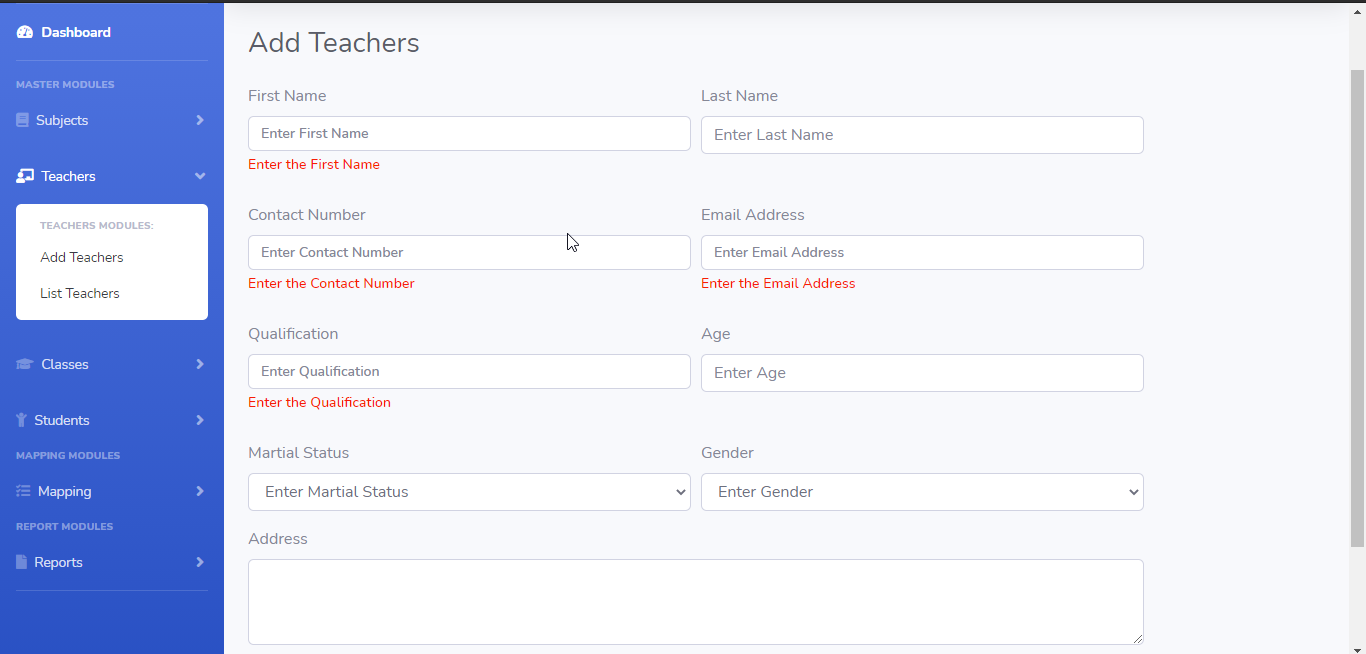 Dashboard
MASTER MODULES
Subjects
Teachers
TEACHERS MODULES:
Add Teachers
List Teachers
Classes
Students
MAPPING MODULES
Mapping
REPORT MODULES
Reports
Add Teachers
First Name
Last Name
Enter First Name
Enter Last Name
Enter the First Name
Contact Number
Email Address
Enter Contact Number
Enter Email Address
Enter the Contact Number
Enter the Email Address
Qualification
Age
Enter Qualification
Enter Age
Enter the Qualification
Martial Status
Gender
Enter Martial Status
Enter Gender
Address